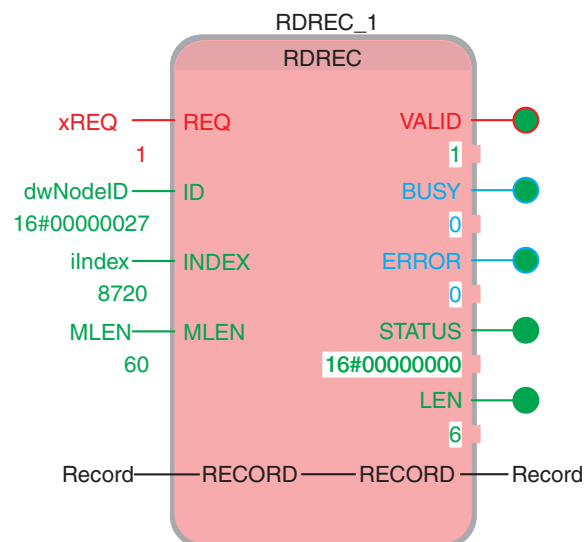 RDREC_1
RDREC
xREQ REQ VALID
1 1
dwNodeID ID BUSY
16#00000027 0
iIndex INDEX ERROR
8720 0
MLEN MLEN STATUS
60 16#00000000
LEN
6
Record RECORD RECORD Record